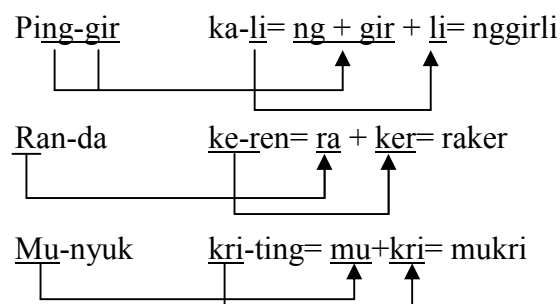 Ping-gir ka-li= ng + gir + li= nggirli
Ran-da ke-ren= ra + ker= raker
Mu-nyuk kri-ting= mu+kri= mukri